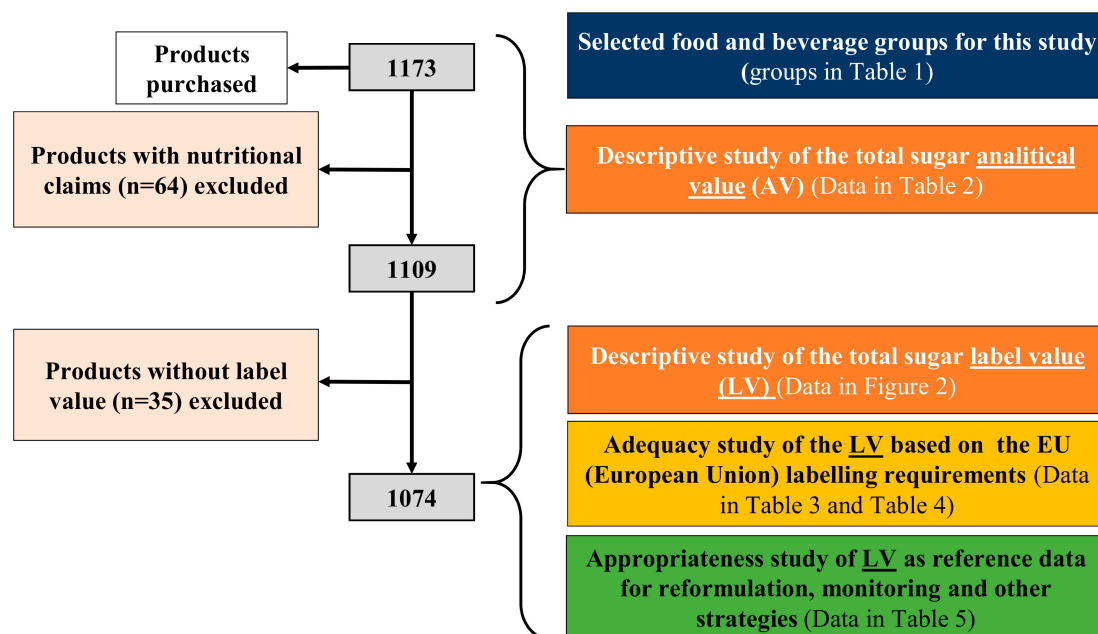 Products
purchased
1173
Selected food and beverage groups for this study
(groups in Table 1)
Products with nutritional
claims (n=64) excluded
Descriptive study of the total sugar analitical
value (AV) (Data in Table 2)
1109
Products without label
value (n=35) excluded
Descriptive study of the total sugar label value
(LV) (Data in Figure 2)
Adequacy study of the LV based on the EU
(European Union) labelling requirements (Data
in Table 3 and Table 4)
1074
Appropriateness study of LV as reference data
for reformulation, monitoring and other
strategies (Data in Table 5)